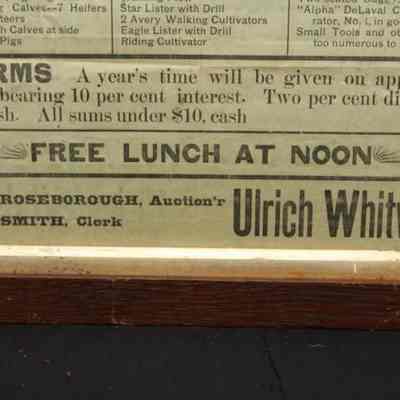 g Calves—7 Heifers
teers
h Calves at side
Pigs
Star Lister with Drill
2 Avery Walking Cultivators
Eagle Lister with Drill
Riding Cultivator
"Alpha" DeLaval C
rator, No. 1, in goo
Small Tools and ot
too numerous to
RMS A year's time will be given on app
bearing 10 per cent interest. Two per cent di
sh. All sums under $10, cash
FREE LUNCH AT NOON
ROSEBOROUGH, Auction'r
SMITH, Clerk
Ulrich Whitw